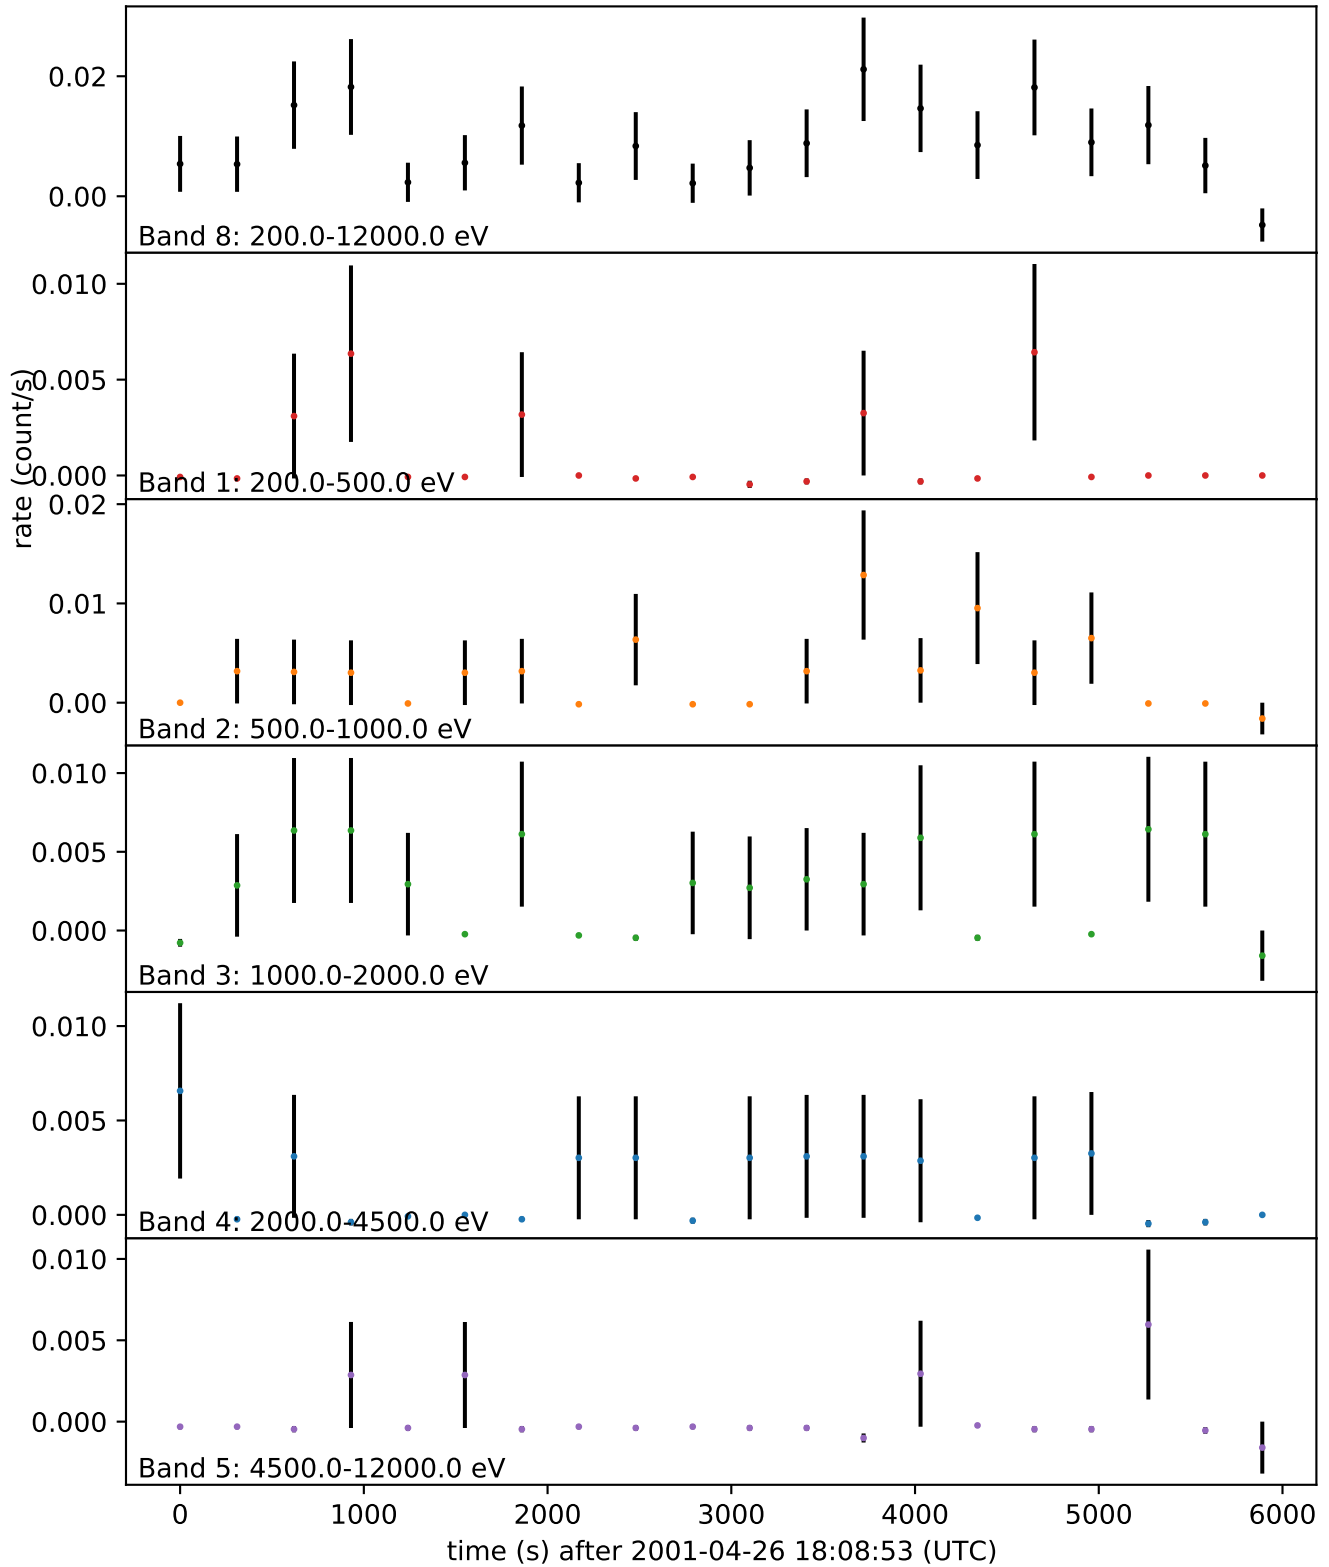 0.02
0.00
Band 8: 200.0-12000.0 eV
0.010
0.005
0.000
Band 1: 200.0-500.0 eV
rate (count/s)
0.02
0.01
0.00
Band 2: 500.0-1000.0 eV
0.010
0.005
0.000
Band 3: 1000.0-2000.0 eV
0.010
0.005
0.000
Band 4: 2000.0-4500.0 eV
0.010
0.005
0.000
Band 5: 4500.0-12000.0 eV
0 1000 2000 3000 4000 5000 6000
time (s) after 2001-04-26 18:08:53 (UTC)